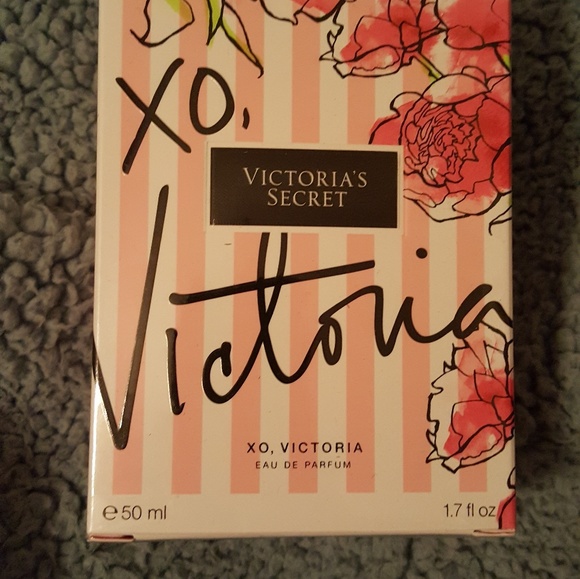 XO,
VICTORIA'S
SECRET
Victoria
XO, VICTORIA
EAU DE PARFUM
℮50 ml
1.7 fl oz